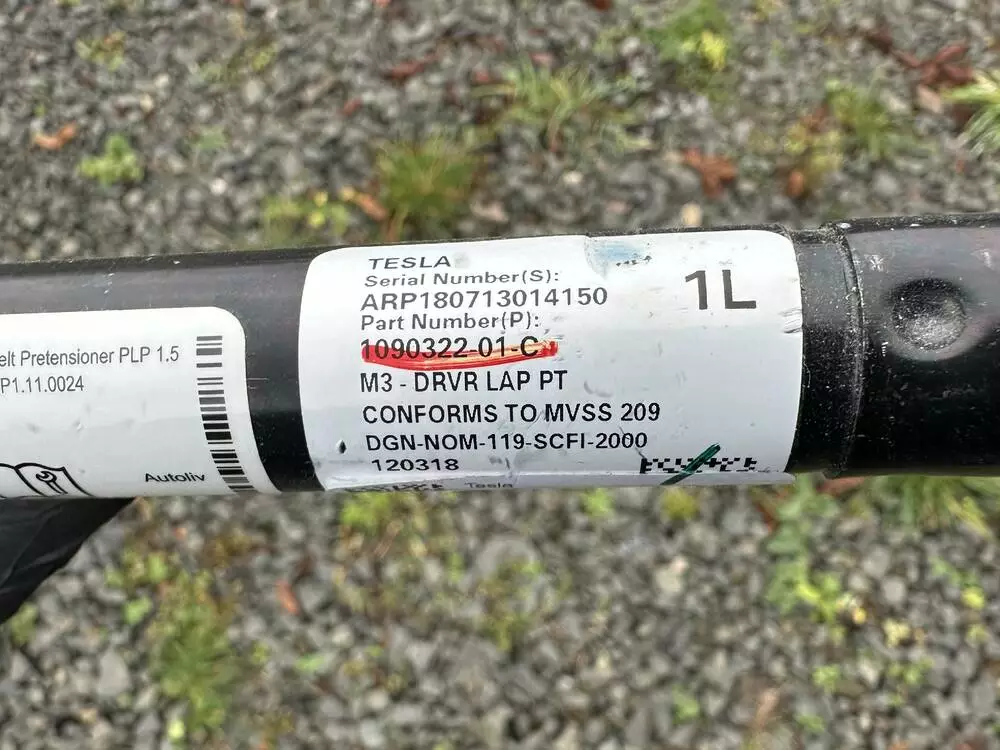 elt Pretensioner PLP 1.5
P1.11.0024
Autoliv
TESLA
Serial Number(S):
ARP180713014150
Part Number(P):
1090322-01-C
M3 - DRVR LAP PT
CONFORMS TO MVSS 209
DGN-NOM-119-SCFI-2000
120318
1L
Tesla